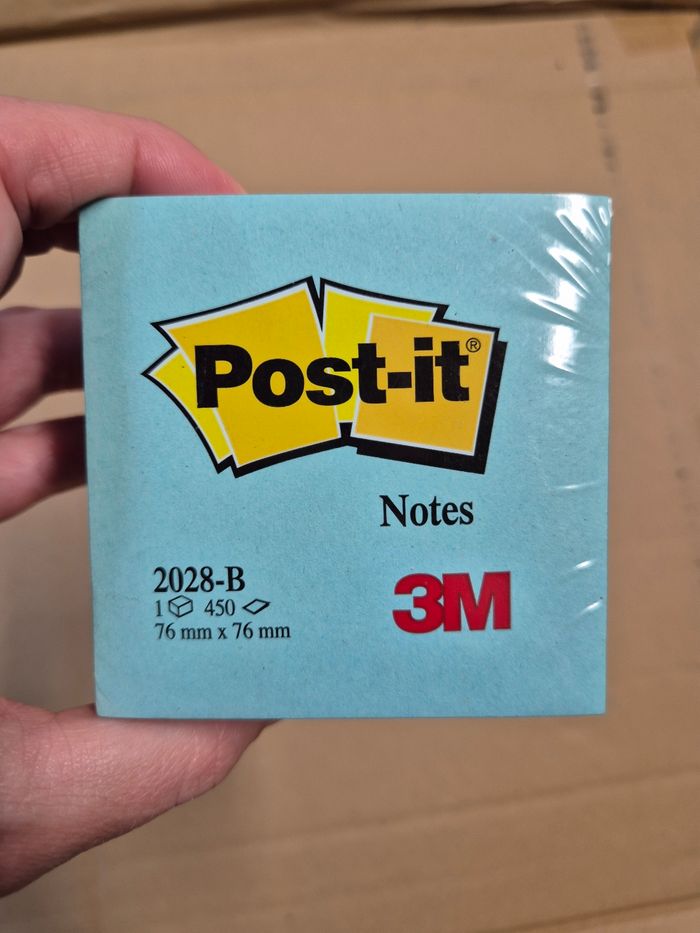 Post-it®
Notes
2028-B
1 450
76 mm x 76 mm
3M